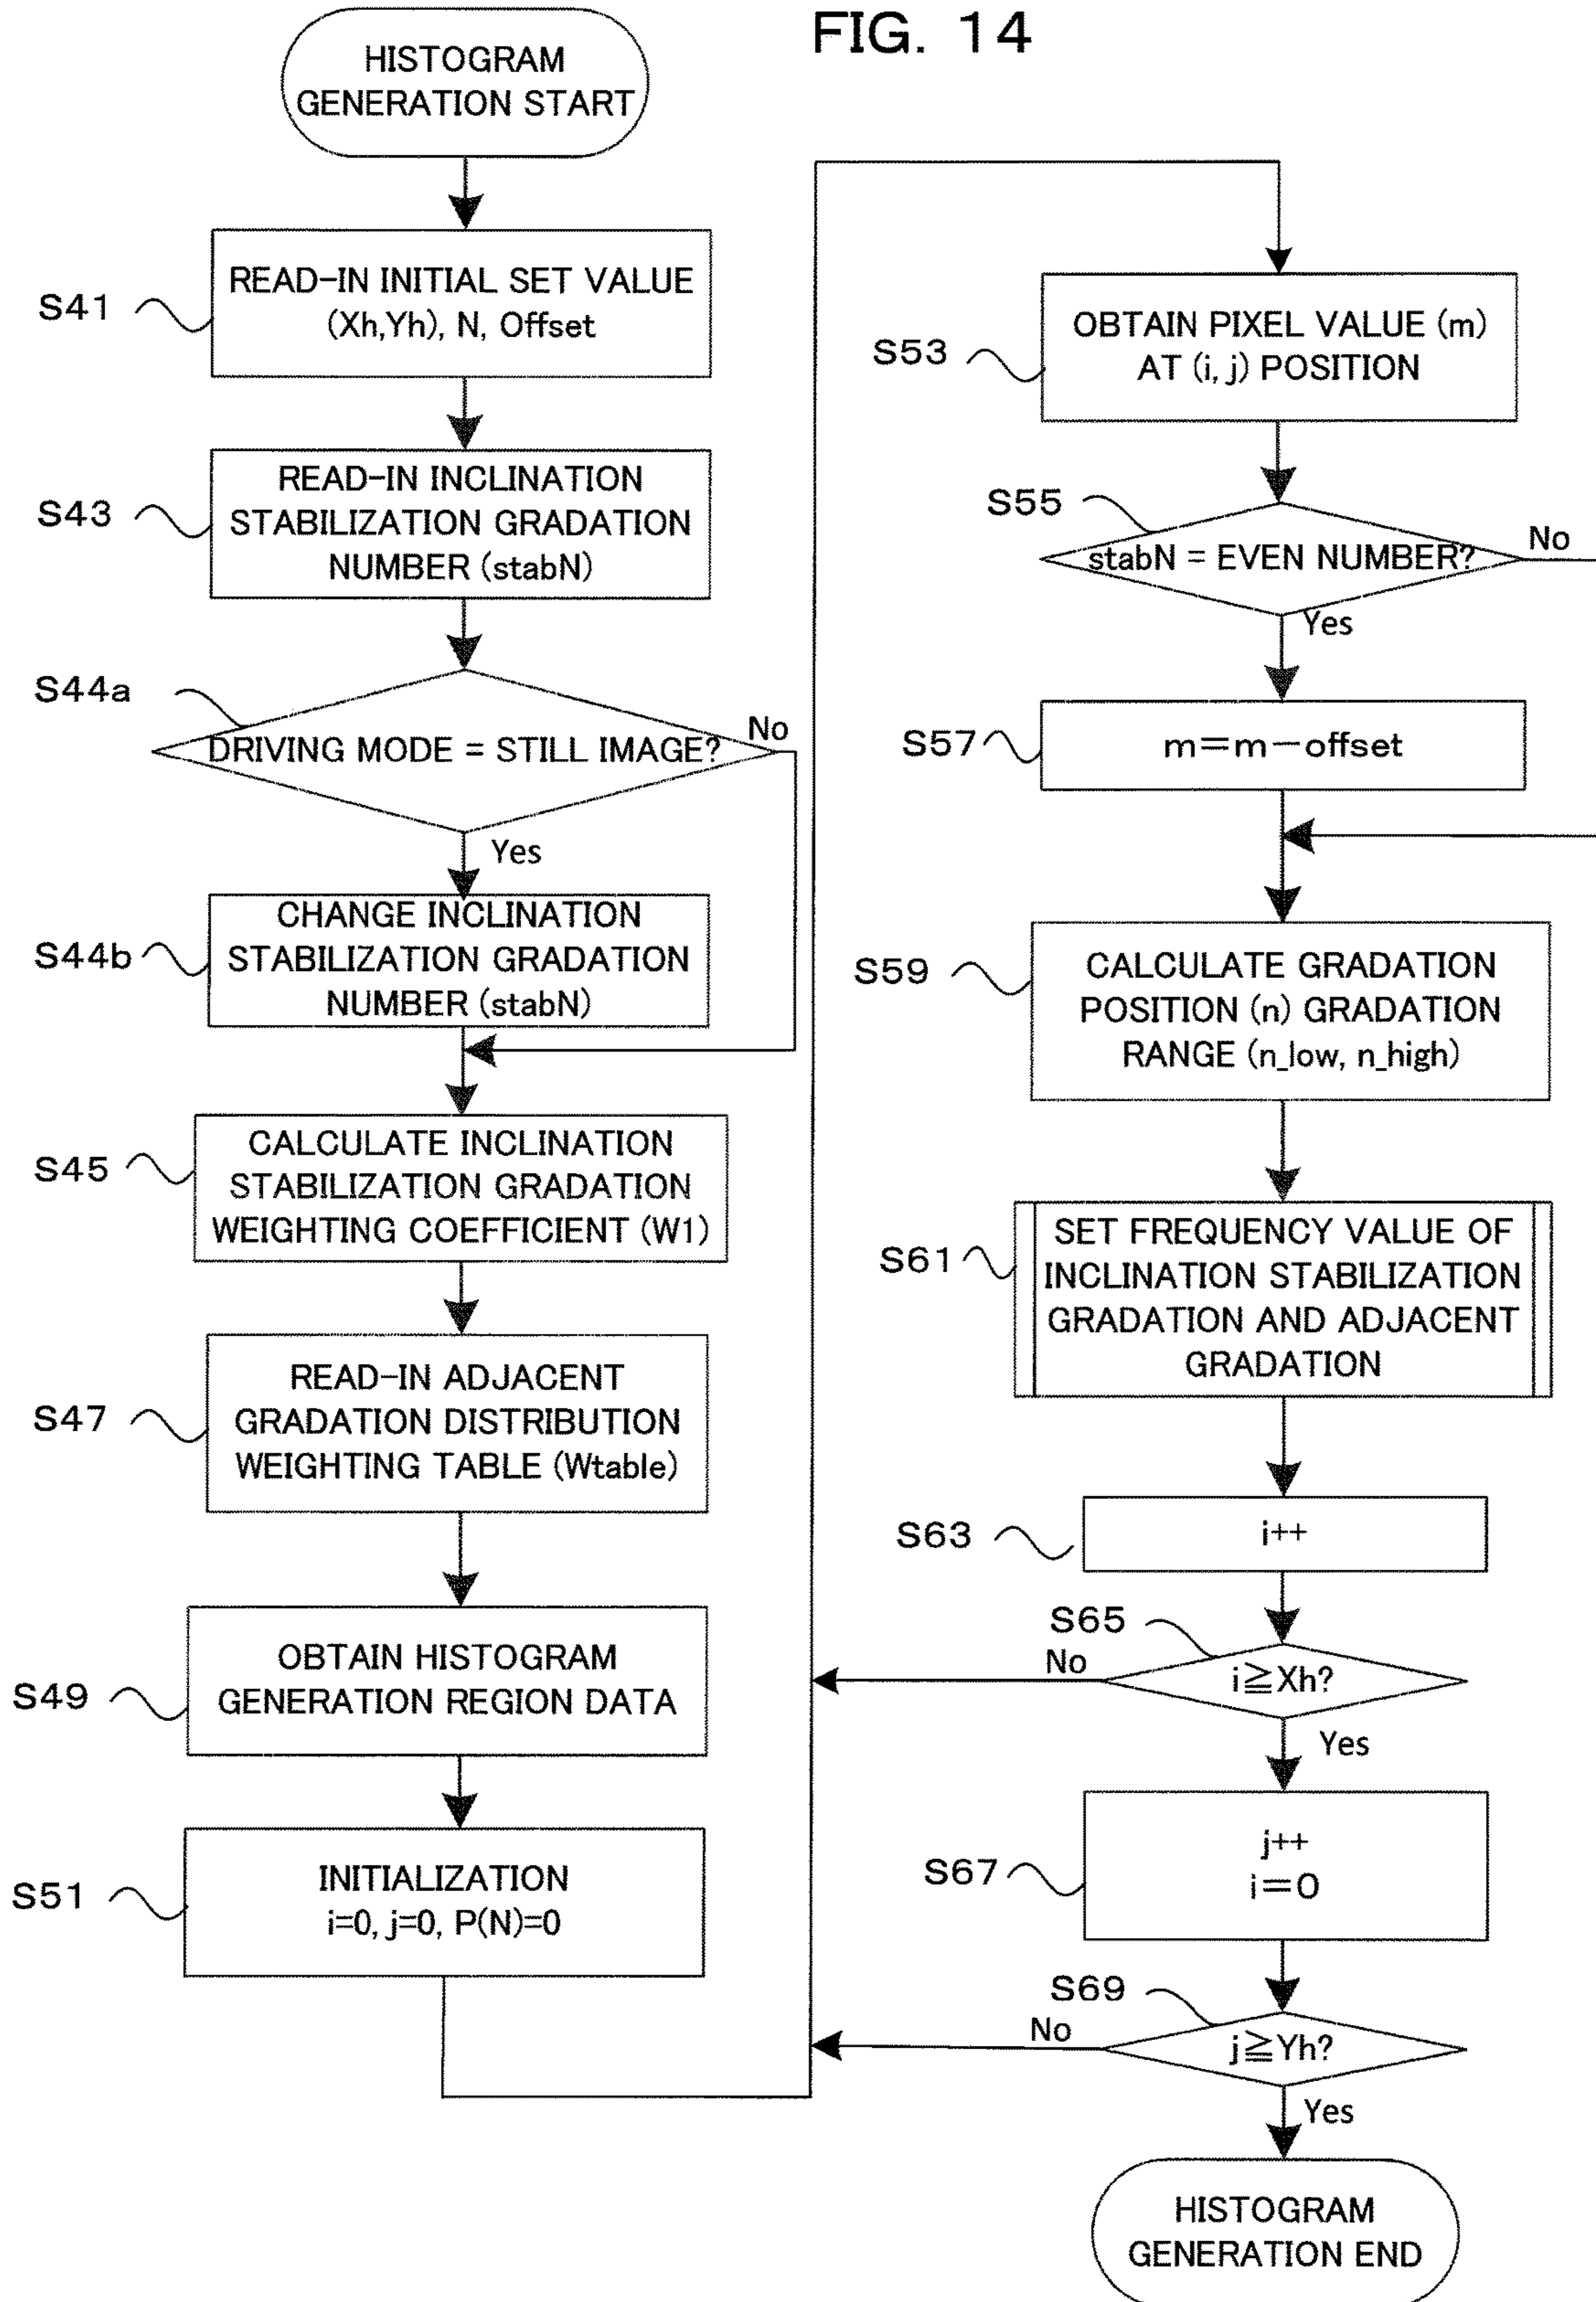 FIG. 14
HISTOGRAM
GENERATION START
S41
READ-IN INITIAL SET VALUE
(Xh,Yh), N, Offset
S43
READ-IN INCLINATION
STABILIZATION GRADATION
NUMBER (stabN)
S44a
DRIVING MODE = STILL IMAGE?
No
Yes
S44b
CHANGE INCLINATION
STABILIZATION GRADATION
NUMBER (stabN)
S45
CALCULATE INCLINATION
STABILIZATION GRADATION
WEIGHTING COEFFICIENT (W1)
S47
READ-IN ADJACENT
GRADATION DISTRIBUTION
WEIGHTING TABLE (Wtable)
S49
OBTAIN HISTOGRAM
GENERATION REGION DATA
S51
INITIALIZATION
i=0, j=0, P(N)=0
S53
OBTAIN PIXEL VALUE (m)
AT (i, j) POSITION
S55
stabN = EVEN NUMBER?
No
Yes
S57
m=m-offset
S59
CALCULATE GRADATION
POSITION (n) GRADATION
RANGE (n_low, n_high)
S61
SET FREQUENCY VALUE OF
INCLINATION STABILIZATION
GRADATION AND ADJACENT
GRADATION
S63
i++
S65
i≧Xh?
No
Yes
S67
j++
i=0
S69
j≧Yh?
No
Yes
HISTOGRAM
GENERATION END